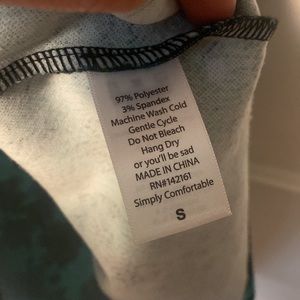 97% Polyester
3% Spandex
Machine Wash Cold
Gentle Cycle
Do Not Bleach
Hang Dry
or you'll be sad
MADE IN CHINA
RN#142161
Simply Comfortable
S